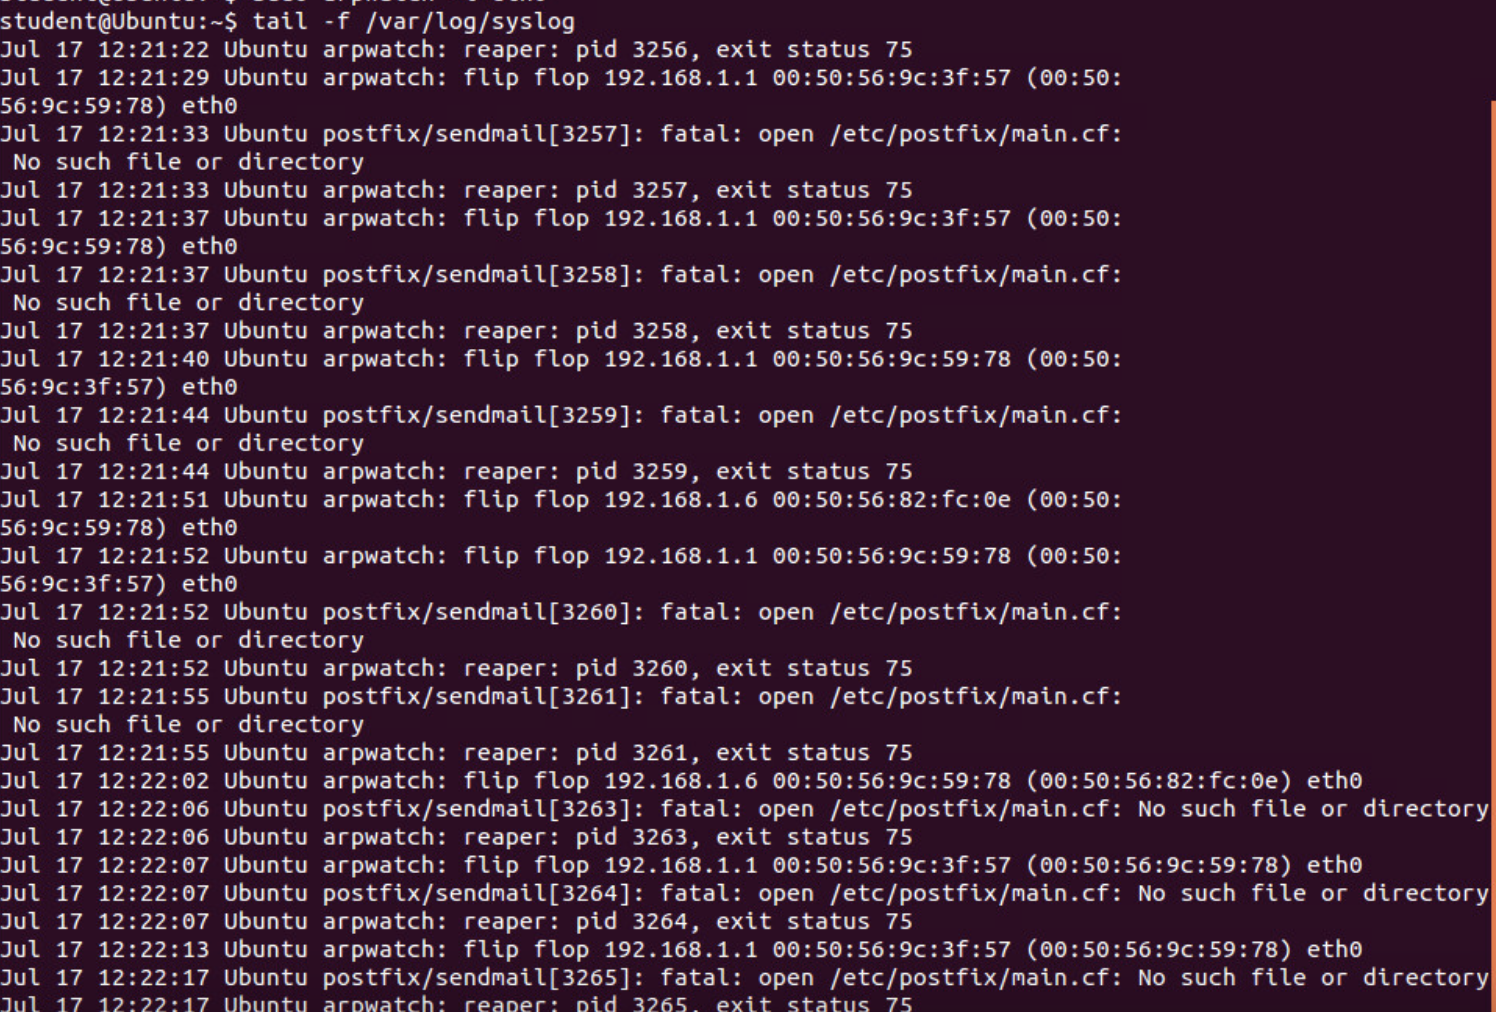 student@Ubuntu:~$ tail -f /var/log/syslog
Jul 17 12:21:22 Ubuntu arpwatch: reaper: pid 3256, exit status 75
Jul 17 12:21:29 Ubuntu arpwatch: flip flop 192.168.1.1 00:50:56:9c:3f:57 (00:50:
56:9c:59:78) eth0
Jul 17 12:21:33 Ubuntu postfix/sendmail[3257]: fatal: open /etc/postfix/main.cf:
 No such file or directory
Jul 17 12:21:33 Ubuntu arpwatch: reaper: pid 3257, exit status 75
Jul 17 12:21:37 Ubuntu arpwatch: flip flop 192.168.1.1 00:50:56:9c:3f:57 (00:50:
56:9c:59:78) eth0
Jul 17 12:21:37 Ubuntu postfix/sendmail[3258]: fatal: open /etc/postfix/main.cf:
 No such file or directory
Jul 17 12:21:37 Ubuntu arpwatch: reaper: pid 3258, exit status 75
Jul 17 12:21:40 Ubuntu arpwatch: flip flop 192.168.1.1 00:50:56:9c:59:78 (00:50:
56:9c:3f:57) eth0
Jul 17 12:21:44 Ubuntu postfix/sendmail[3259]: fatal: open /etc/postfix/main.cf:
 No such file or directory
Jul 17 12:21:44 Ubuntu arpwatch: reaper: pid 3259, exit status 75
Jul 17 12:21:51 Ubuntu arpwatch: flip flop 192.168.1.6 00:50:56:82:fc:0e (00:50:
56:9c:59:78) eth0
Jul 17 12:21:52 Ubuntu arpwatch: flip flop 192.168.1.1 00:50:56:9c:59:78 (00:50:
56:9c:3f:57) eth0
Jul 17 12:21:52 Ubuntu postfix/sendmail[3260]: fatal: open /etc/postfix/main.cf:
 No such file or directory
Jul 17 12:21:52 Ubuntu arpwatch: reaper: pid 3260, exit status 75
Jul 17 12:21:55 Ubuntu postfix/sendmail[3261]: fatal: open /etc/postfix/main.cf:
 No such file or directory
Jul 17 12:21:55 Ubuntu arpwatch: reaper: pid 3261, exit status 75
Jul 17 12:22:02 Ubuntu arpwatch: flip flop 192.168.1.6 00:50:56:9c:59:78 (00:50:56:82:fc:0e) eth0
Jul 17 12:22:06 Ubuntu postfix/sendmail[3263]: fatal: open /etc/postfix/main.cf: No such file or directory
Jul 17 12:22:06 Ubuntu arpwatch: reaper: pid 3263, exit status 75
Jul 17 12:22:07 Ubuntu arpwatch: flip flop 192.168.1.1 00:50:56:9c:3f:57 (00:50:56:9c:59:78) eth0
Jul 17 12:22:07 Ubuntu postfix/sendmail[3264]: fatal: open /etc/postfix/main.cf: No such file or directory
Jul 17 12:22:07 Ubuntu arpwatch: reaper: pid 3264, exit status 75
Jul 17 12:22:13 Ubuntu arpwatch: flip flop 192.168.1.1 00:50:56:9c:3f:57 (00:50:56:9c:59:78) eth0
Jul 17 12:22:17 Ubuntu postfix/sendmail[3265]: fatal: open /etc/postfix/main.cf: No such file or directory
Jul 17 12:22:17 Ubuntu arpwatch: reaper: pid 3265, exit status 75